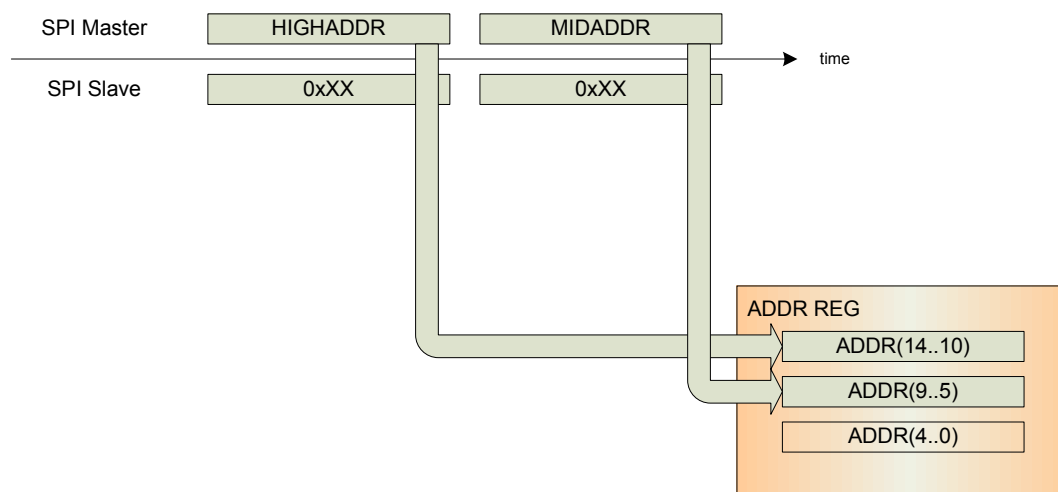 SPI Master HIGHADDR MIDADDR
time
SPI Slave 0xXX 0xXX
ADDR REG
ADDR(14..10)
ADDR(9..5)
ADDR(4..0)